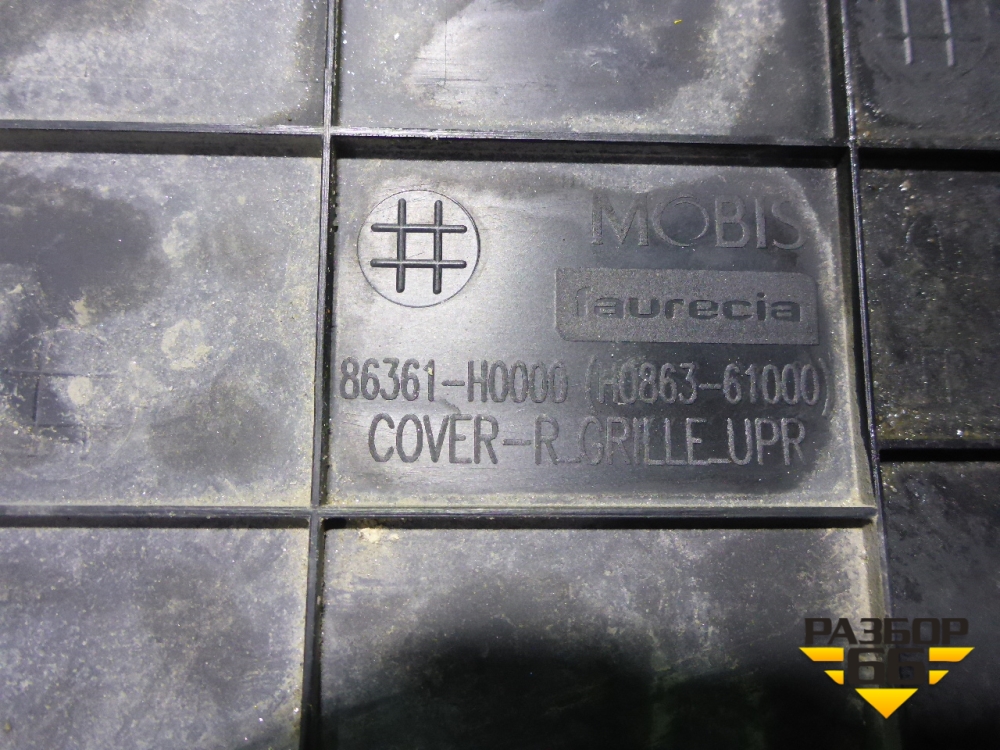 MOBIS
faurecia
86361-H0000 (H0863-61000)
COVER-R_GRILLE_UPR
РАЗБОР
66